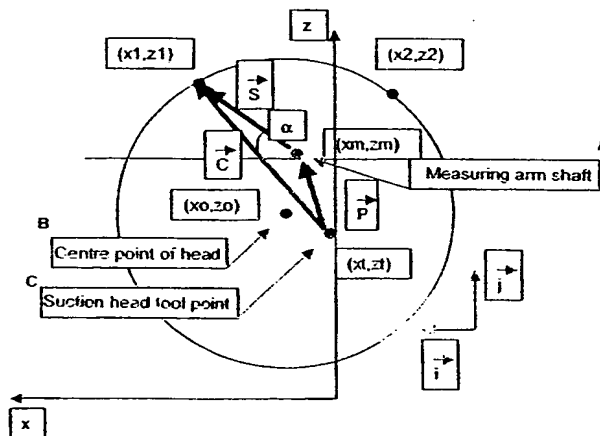 z
(x1,z1)
(x2,z2)
S
α
(xm,zm)
C
Measuring arm shaft
(xo,zo)
P
B
Centre point of head
(xt,zt)
C
Suction head tool point
j
i
x